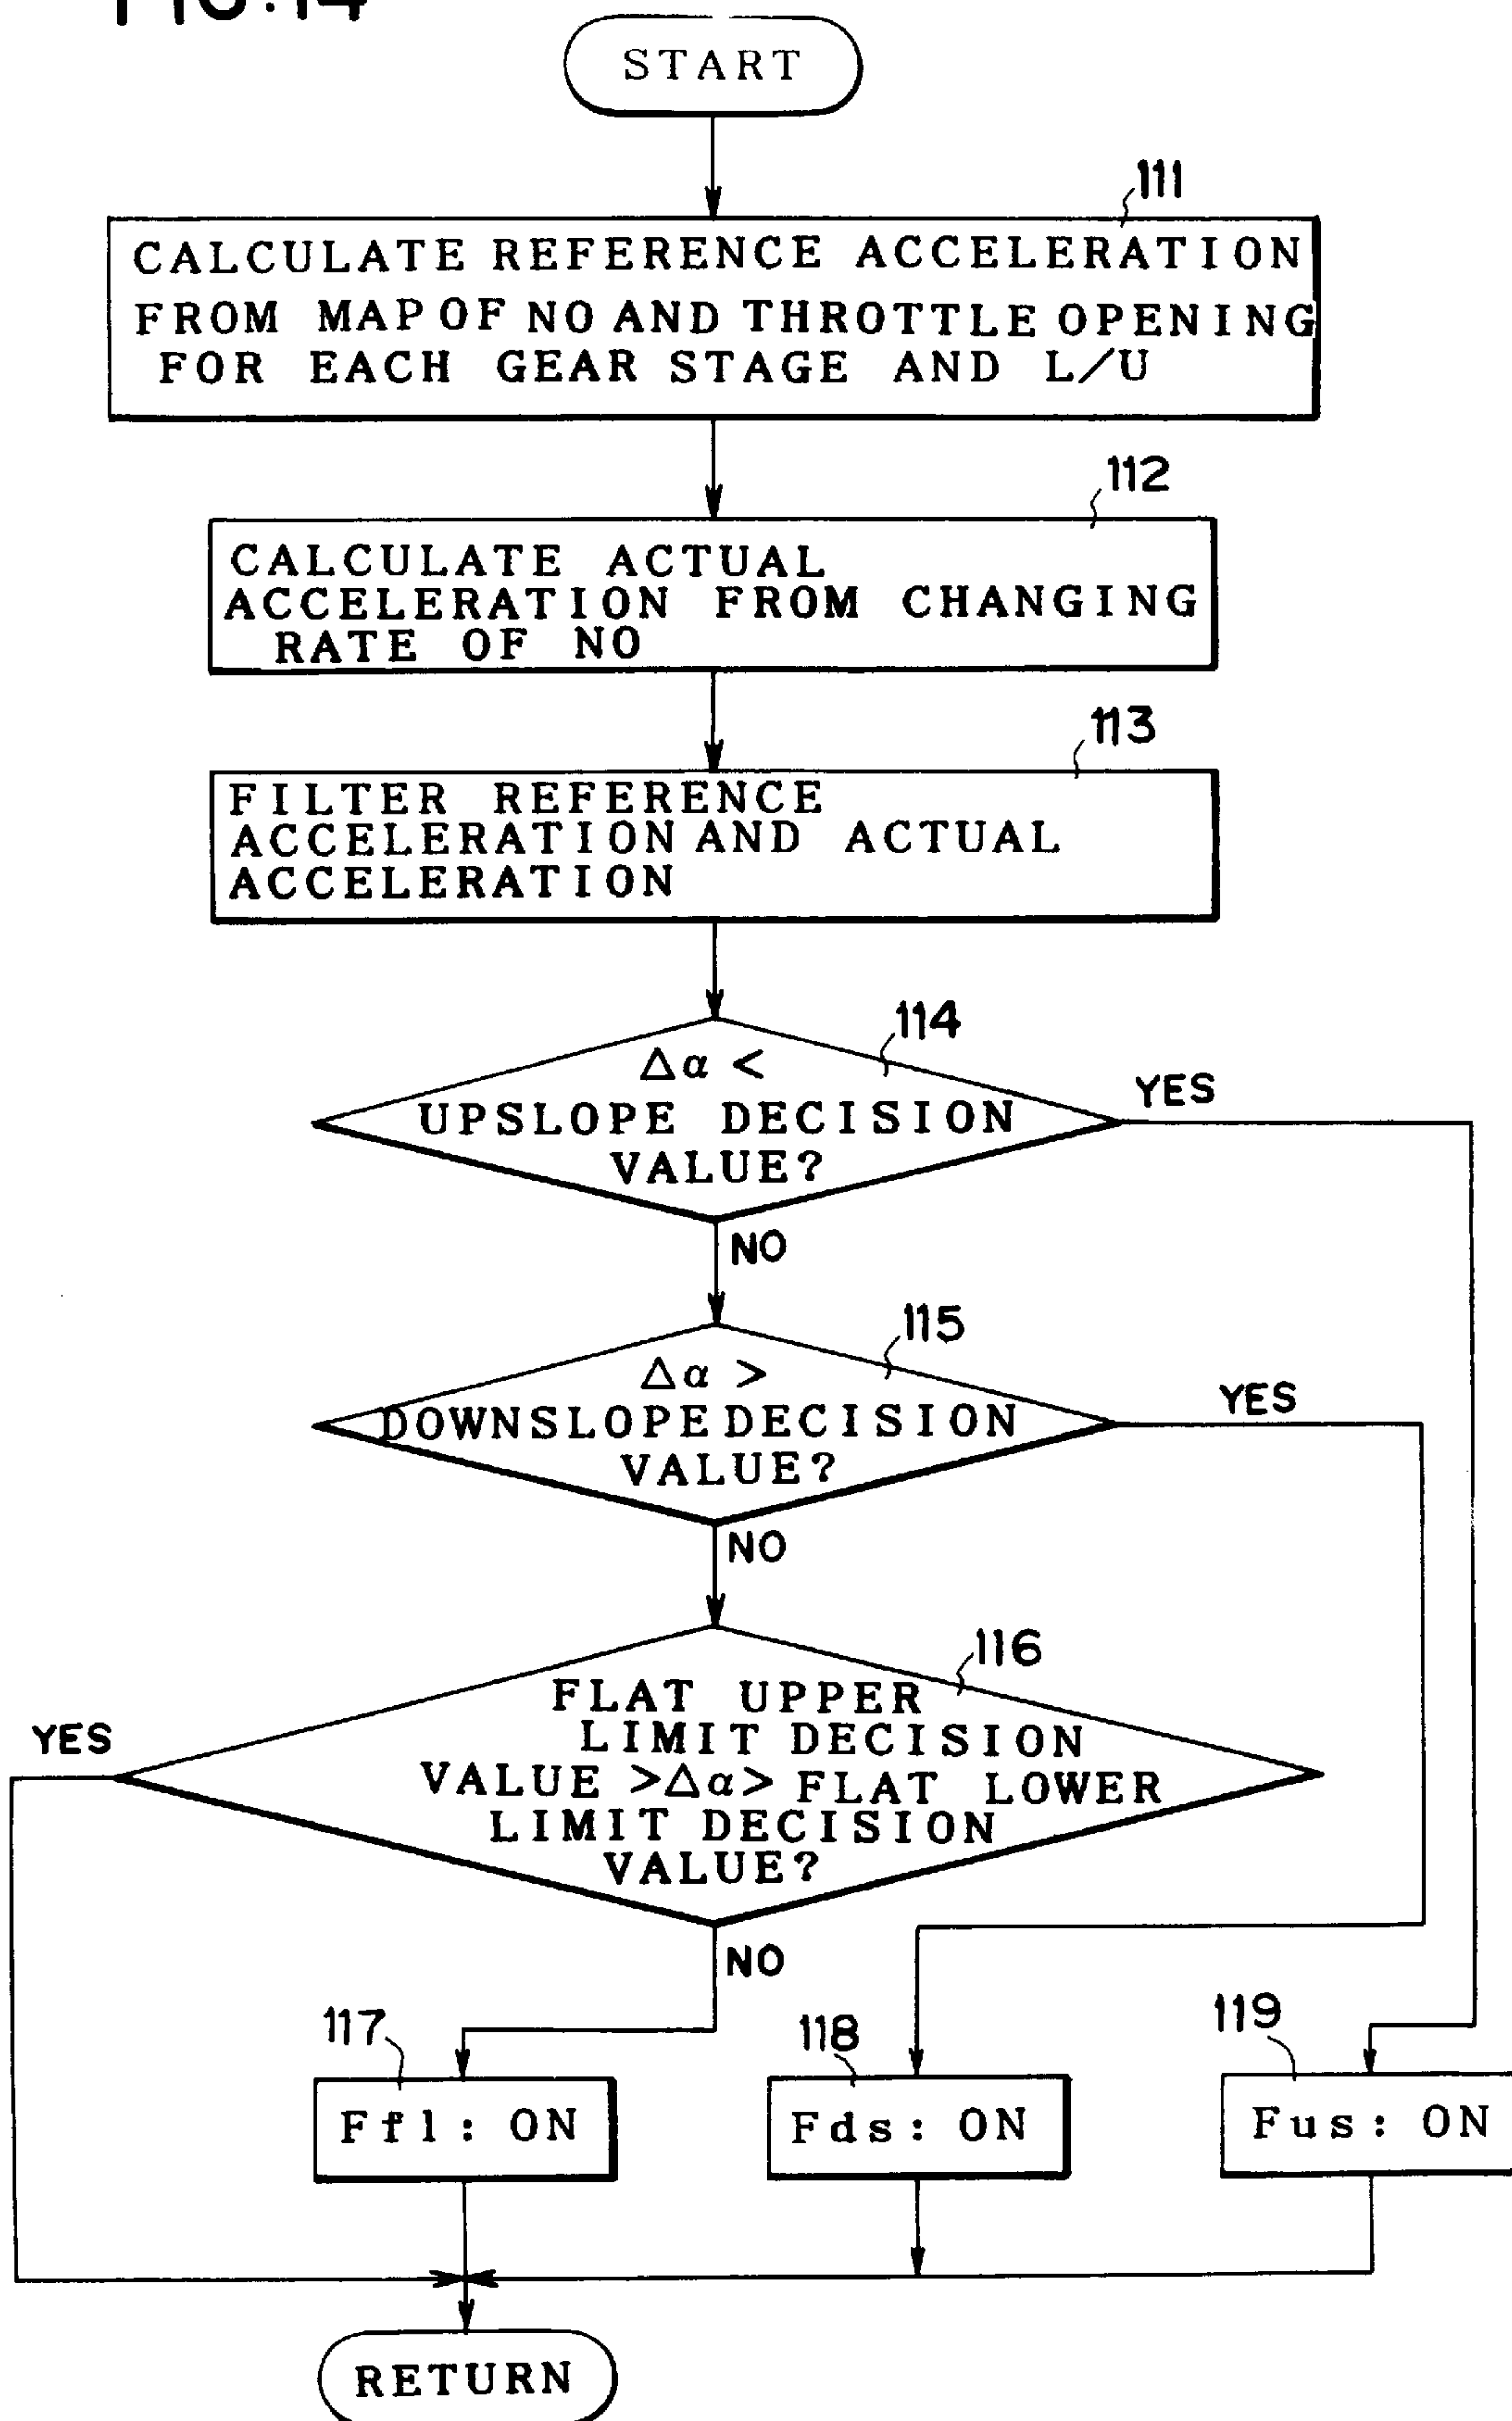 FIG. 14
START
111
CALCULATE REFERENCE ACCELERATION
FROM MAP OF NO AND THROTTLE OPENING
FOR EACH GEAR STAGE AND L/U
112
CALCULATE ACTUAL
ACCELERATION FROM CHANGING
RATE OF NO
113
FILTER REFERENCE
ACCELERATION AND ACTUAL
ACCELERATION
114
Δα <
UPSLOPE DECISION
VALUE?
YES
NO
115
Δα >
DOWNSLOPE DECISION
VALUE?
YES
NO
116
FLAT UPPER
LIMIT DECISION
VALUE >Δα> FLAT LOWER
LIMIT DECISION
VALUE?
YES
NO
117
Ffl: ON
118
Fds: ON
119
Fus: ON
RETURN